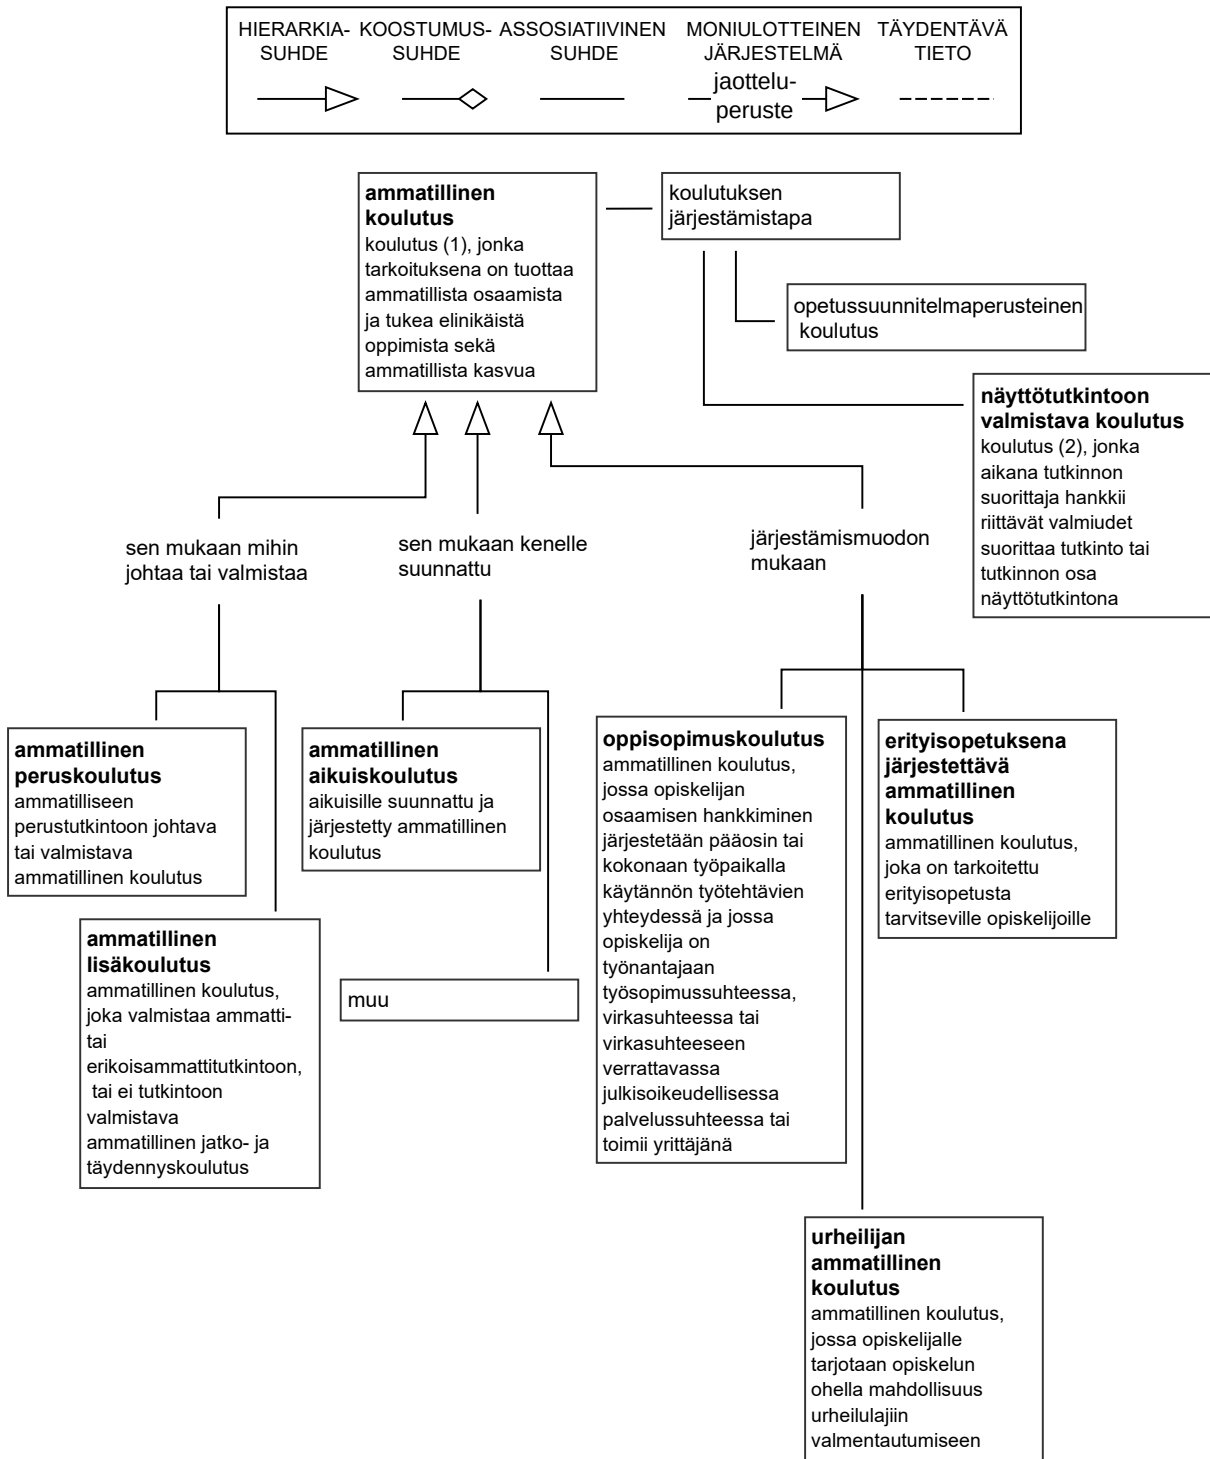 HIERARKIA-
SUHDE
KOOSTUMUS-
SUHDE
ASSOSIATIIVINEN
SUHDE
MONIULOTTEINEN
JÄRJESTELMÄ
jaottelu-
peruste
TÄYDENTÄVÄ
TIETO
ammatillinen
koulutus
koulutus (1), jonka
tarkoituksena on tuottaa
ammatillista osaamista
ja tukea elinikäistä
oppimista sekä
ammatillista kasvua
koulutuksen
järjestämistapa
opetussuunnitelmaperusteinen
koulutus
näyttötutkintoon
valmistava koulutus
koulutus (2), jonka
aikana tutkinnon
suorittaja hankkii
riittävät valmiudet
suorittaa tutkinto tai
tutkinnon osa
näyttötutkintona
sen mukaan mihin
johtaa tai valmistaa
sen mukaan kenelle
suunnattu
järjestämismuodon
mukaan
ammatillinen
peruskoulutus
ammatilliseen
perustutkintoon johtava
tai valmistava
ammatillinen koulutus
ammatillinen
lisäkoulutus
ammatillinen koulutus,
joka valmistaa ammatti-
tai
erikoisammattitutkintoon,
tai ei tutkintoon
valmistava
ammatillinen jatko- ja
täydennyskoulutus
ammatillinen
aikuiskoulutus
aikuisille suunnattu ja
järjestetty ammatillinen
koulutus
muu
oppisopimuskoulutus
ammatillinen koulutus,
jossa opiskelijan
osaamisen hankkiminen
järjestetään pääosin tai
kokonaan työpaikalla
käytännön työtehtävien
yhteydessä ja jossa
opiskelija on
työnantajaan
työsopimussuhteessa,
virkasuhteessa tai
virkasuhteeseen
verrattavassa
julkisoikeudellisessa
palvelussuhteessa tai
toimii yrittäjänä
erityisopetuksena
järjestettävä
ammatillinen
koulutus
ammatillinen koulutus,
joka on tarkoitettu
erityisopetusta
tarvitseville opiskelijoille
urheilijan
ammatillinen
koulutus
ammatillinen koulutus,
jossa opiskelijalle
tarjotaan opiskelun
ohella mahdollisuus
urheilulajiin
valmentautumiseen